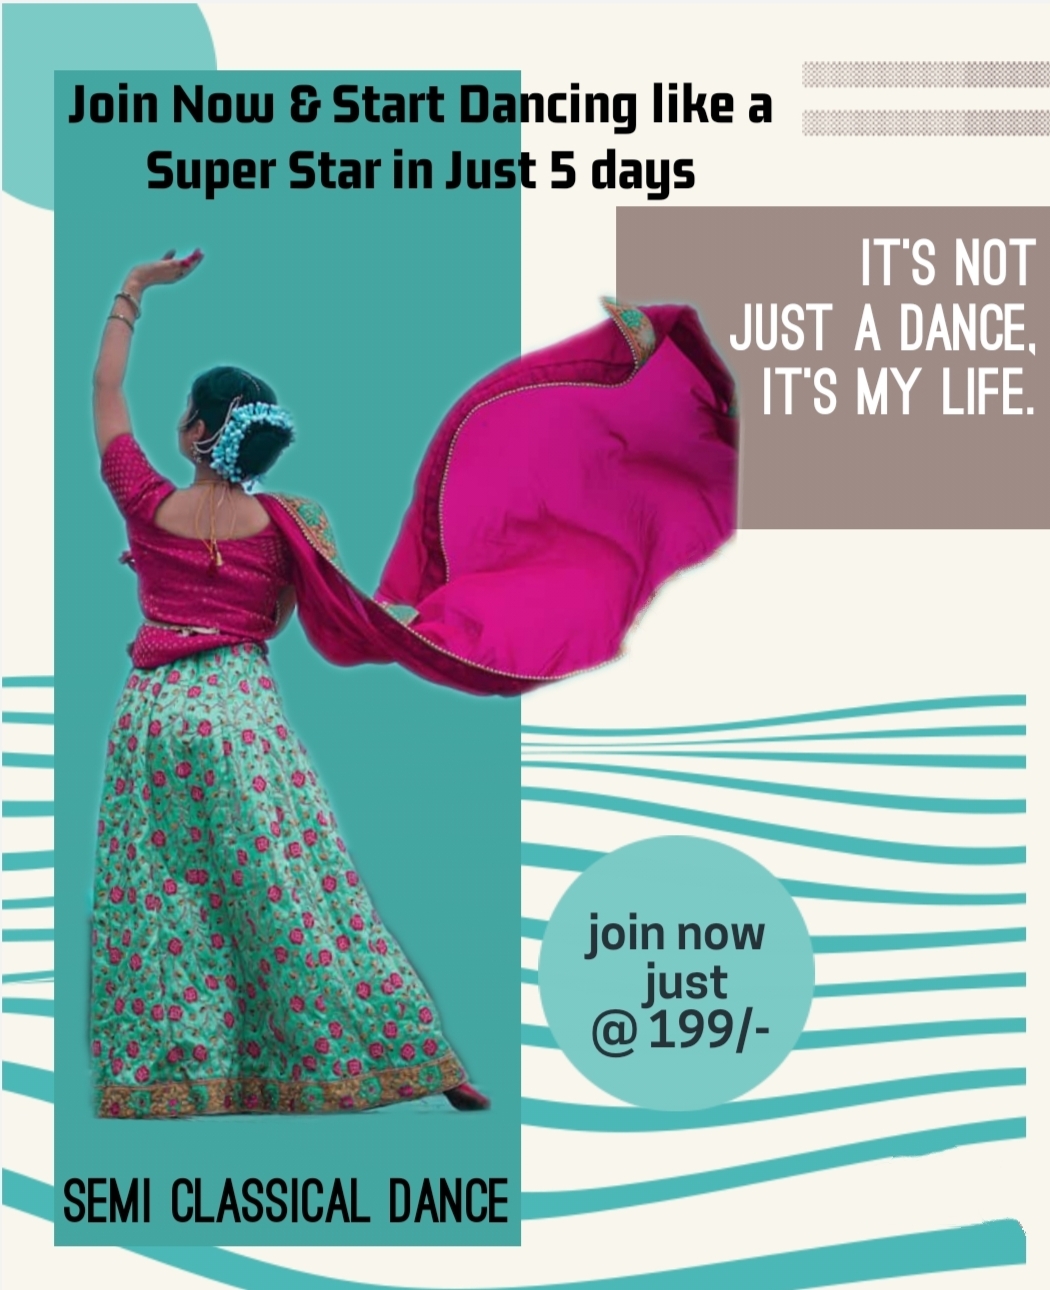 Join Now & Start Dancing like a
Super Star in Just 5 days
IT'S NOT
JUST A DANCE,
IT'S MY LIFE.
join now
just
@ 199/-
SEMI CLASSICAL DANCE